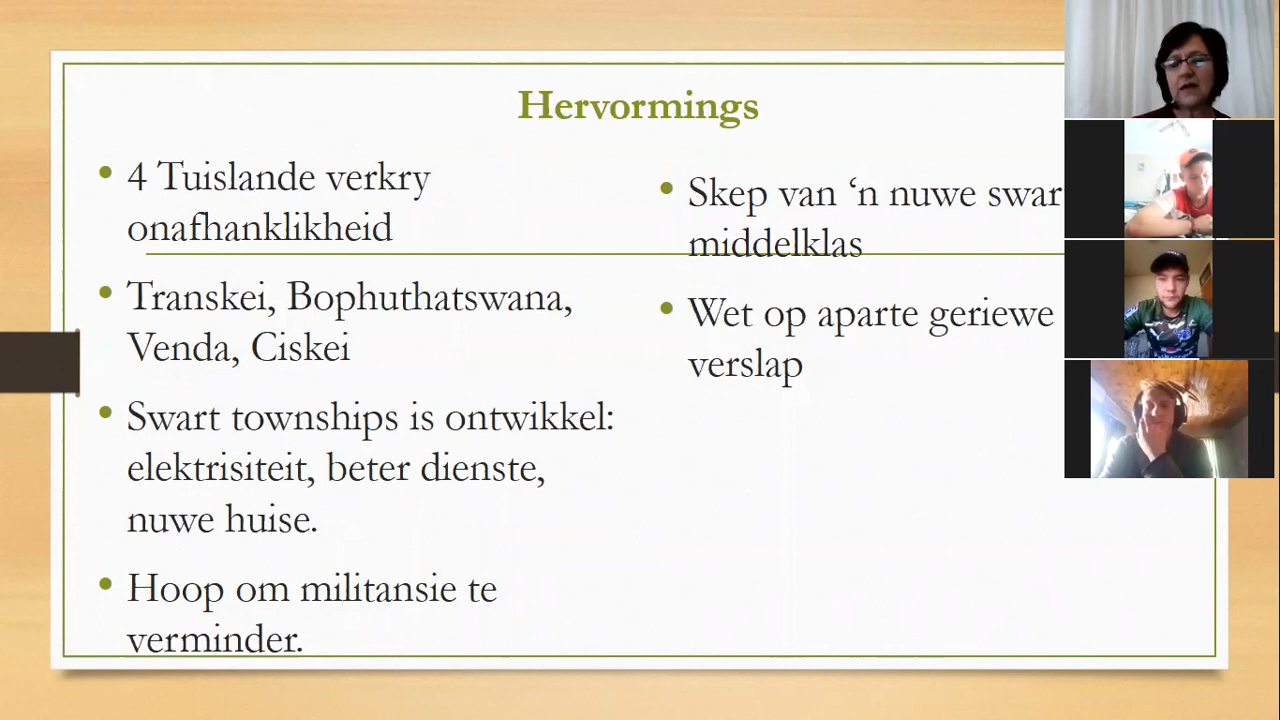 Hervormings
4 Tuislande verkry
onafhanklikheid
Transkei, Bophuthatswana,
Venda, Ciskei
Swart townships is ontwikkel:
elektrisiteit, beter dienste,
nuwe huise.
Hoop om militansie te
verminder.
Skep van ‘n nuwe swar
middelklas
Wet op aparte geriewe
verslap